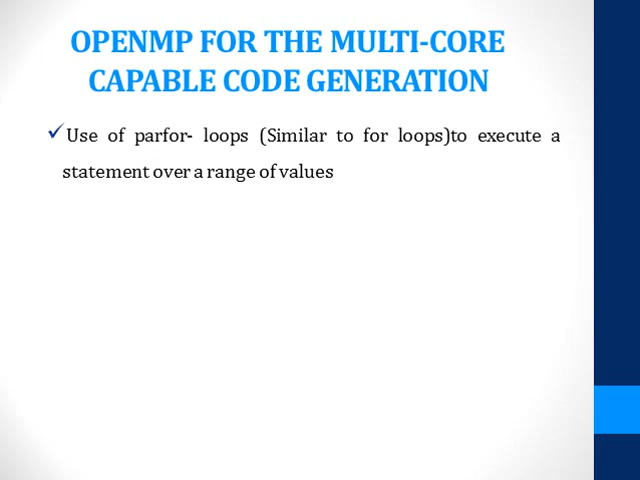 OPENMP FOR THE MULTI-CORE
CAPABLE CODE GENERATION
✓Use of parfor- loops (Similar to for loops)to execute a
statement over a range of values